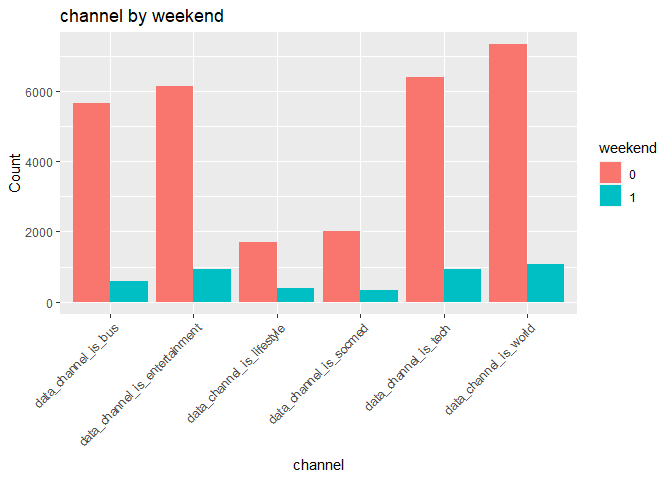 channel by weekend
Count
6000
4000
2000
0
data_channel_is_bus
data_channel_is_entertainment
data_channel_is_lifestyle
data_channel_is_socmed
data_channel_is_tech
data_channel_is_world
channel
weekend
0
1